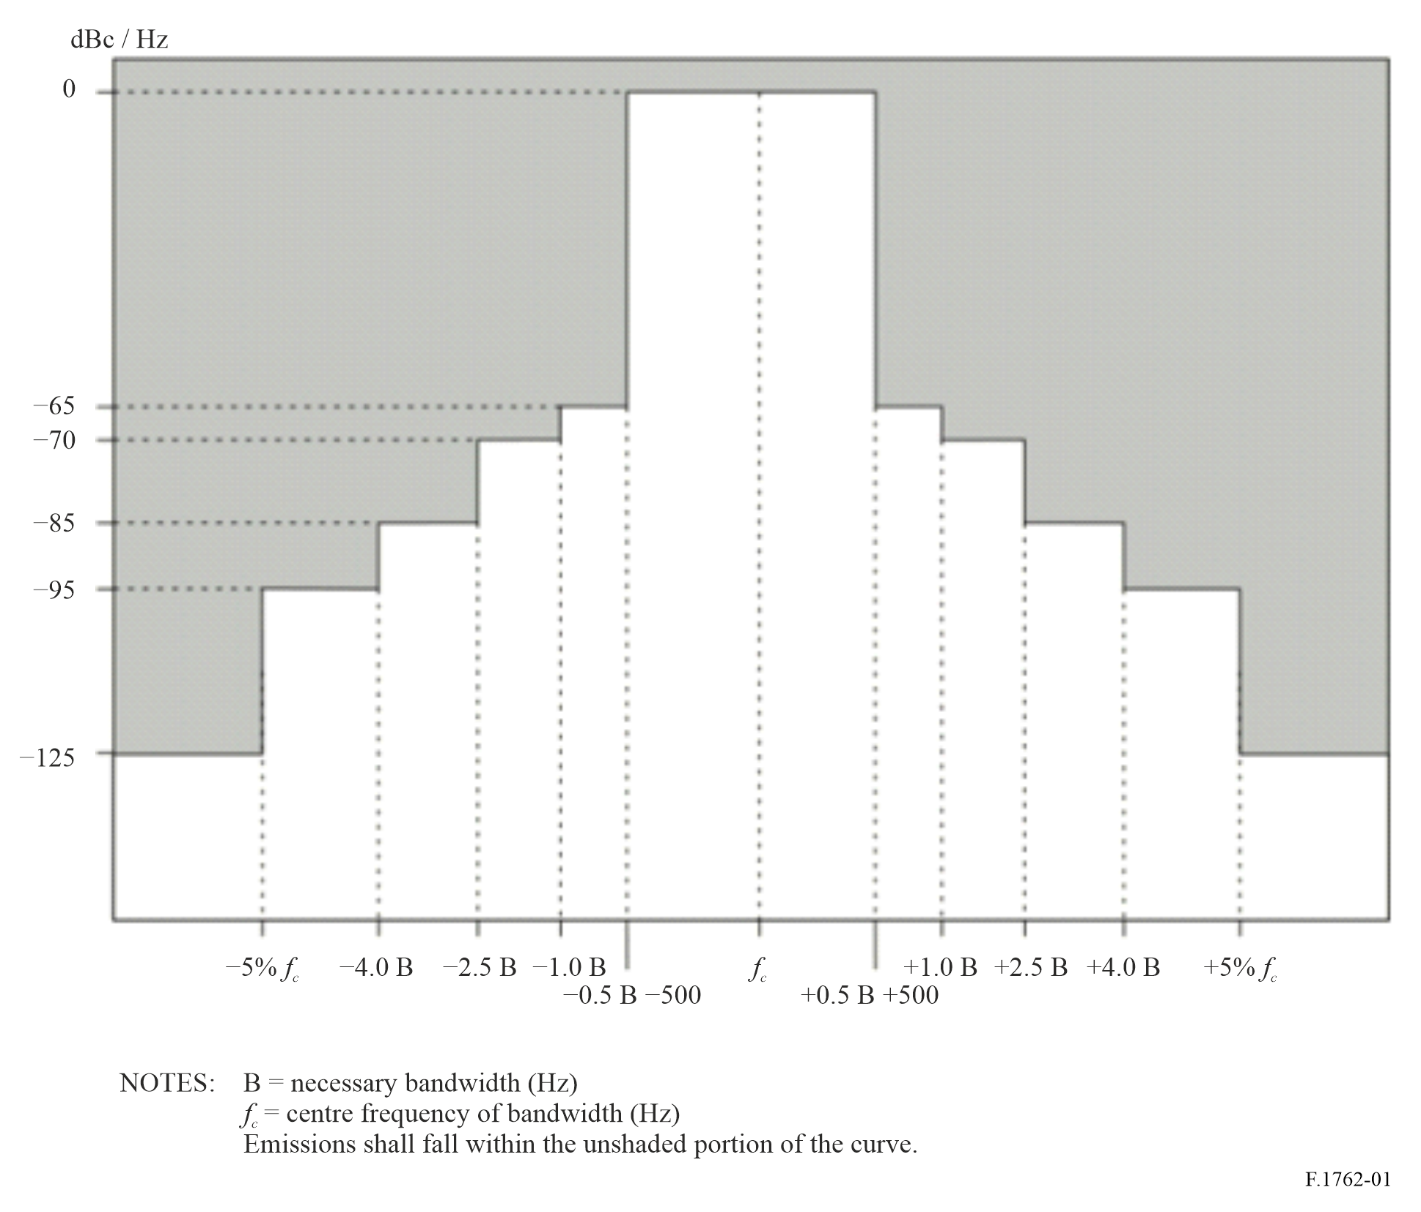 dBc / Hz
0
−65
−70
−85
−95
−125
−5% fc −4.0 B −2.5 B −1.0 B fc +1.0 B +2.5 B +4.0 B +5% fc
−0.5 B −500 +0.5 B +500
NOTES: B = necessary bandwidth (Hz)
fc = centre frequency of bandwidth (Hz)
Emissions shall fall within the unshaded portion of the curve.
F.1762-01